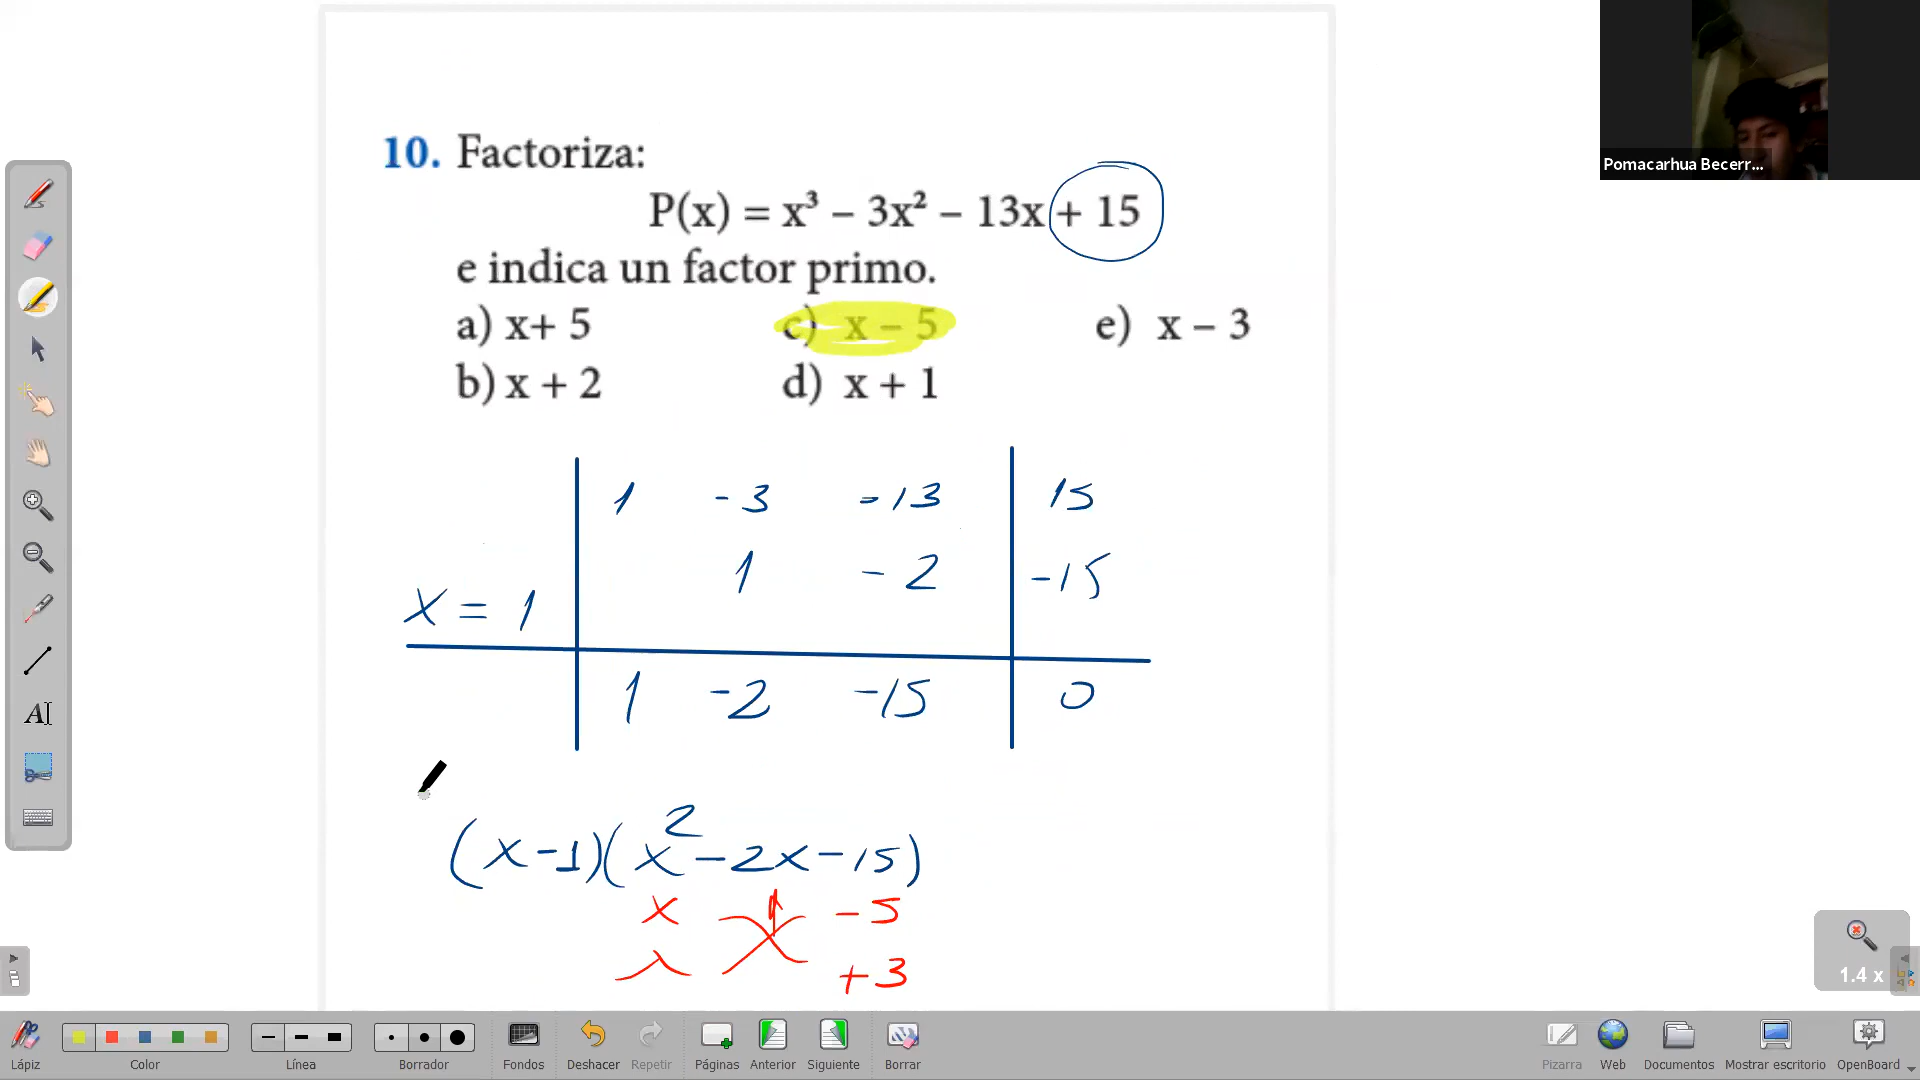 Pomacarhua Becerr...
10. Factoriza:
P(x) = x³ – 3x² – 13x + 15
e indica un factor primo.
a) x+ 5
c) x – 5
e) x – 3
b) x + 2
d) x + 1
1 -3 -13 15
1 -2 -15
x = 1
1 -2 -15 0
(x-1)(x²-2x-15)
x -5
x +3
1.4 x
Lápiz
Color
Línea
Borrador
Fondos
Deshacer
Repetir
Páginas
Anterior
Siguiente
Borrar
Pizarra
Web
Documentos
Mostrar escritorio
OpenBoard